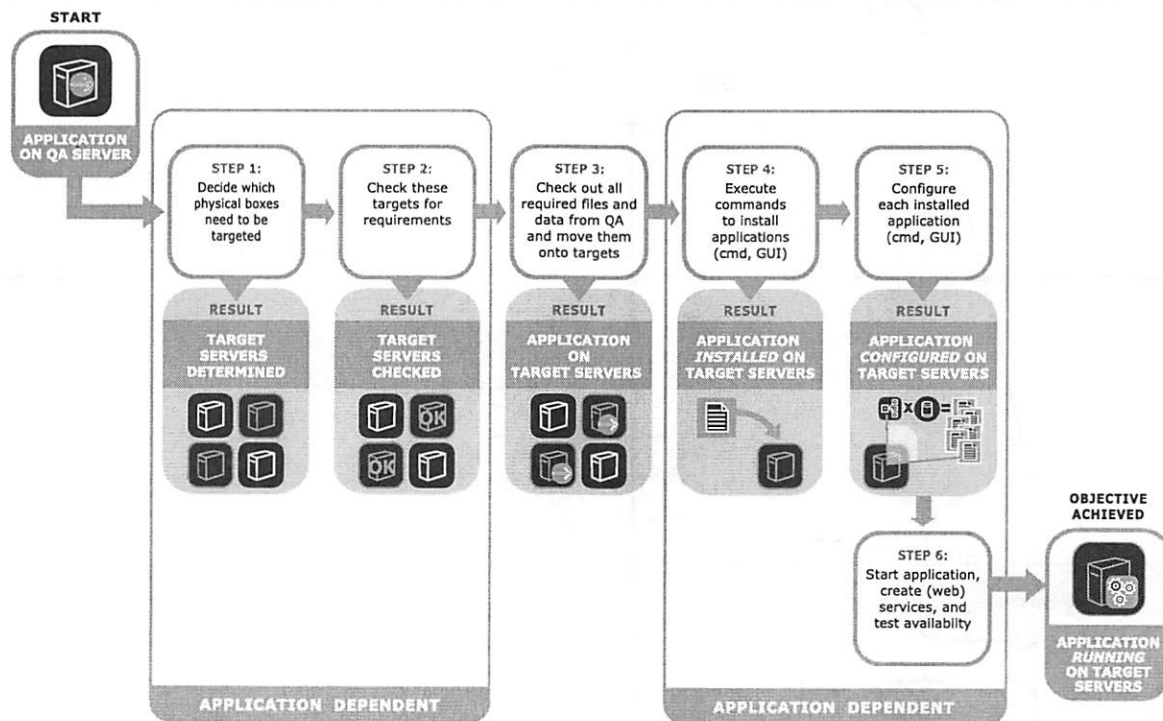 START
APPLICATION
ON QA SERVER
STEP 1:
Decide which
physical boxes
need to be
targeted
RESULT
TARGET
SERVERS
DETERMINED
STEP 2:
Check these
targets for
requirements
RESULT
TARGET
SERVERS
CHECKED
OK
OK
APPLICATION DEPENDENT
STEP 3:
Check out all
required files and
data from QA
and move them
onto targets
RESULT
APPLICATION
ON
TARGET SERVERS
STEP 4:
Execute
commands
to install
applications
(cmd, GUI)
RESULT
APPLICATION
INSTALLED ON
TARGET SERVERS
STEP 5:
Configure
each installed
application
(cmd, GUI)
RESULT
APPLICATION
CONFIGURED ON
TARGET SERVERS
x =
STEP 6:
Start application,
create (web)
services, and
test availabilty
APPLICATION DEPENDENT
OBJECTIVE
ACHIEVED
APPLICATION
RUNNING
ON TARGET
SERVERS